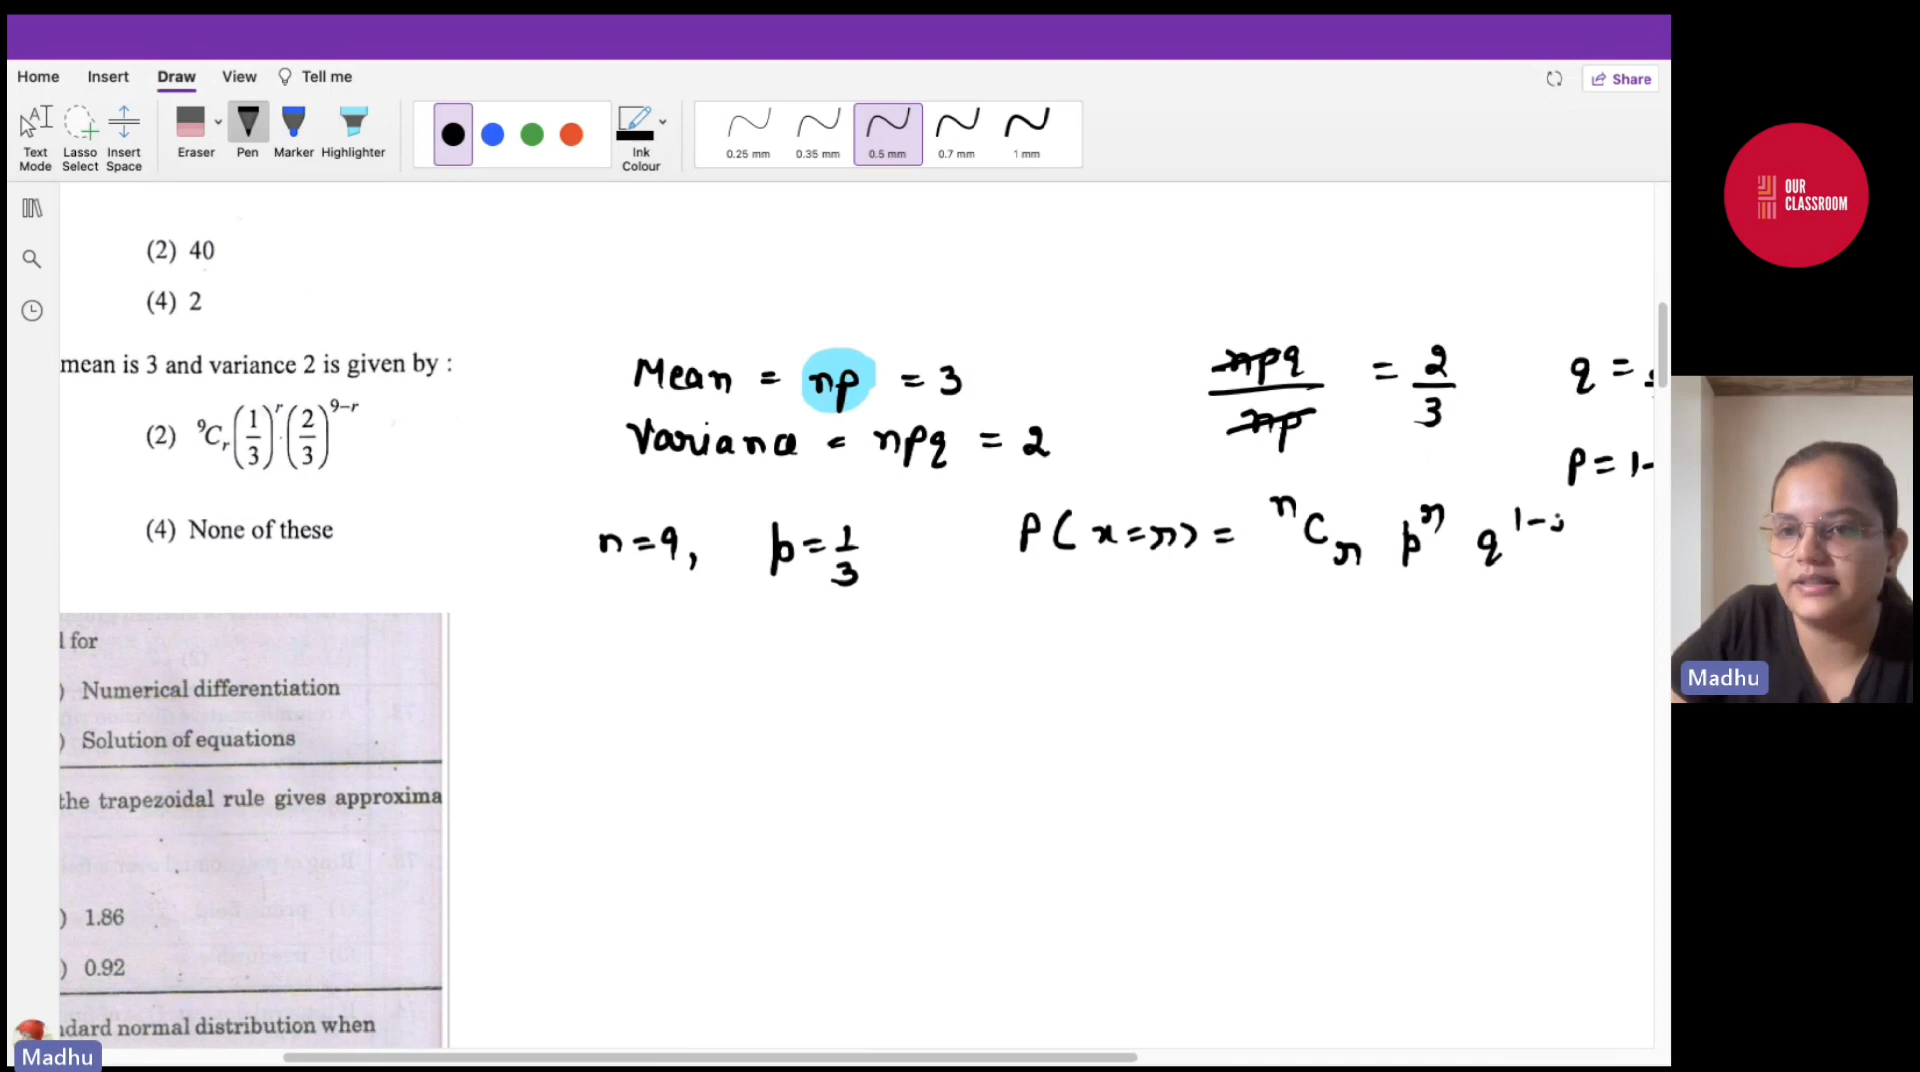 Home Insert Draw View Tell me
Share
Text Mode
Lasso Select
Insert Space
Eraser
Pen
Marker
Highlighter
Ink Colour
0.25 mm
0.35 mm
0.5 mm
0.7 mm
1 mm
OUR
CLASSROOM
(2) 40
(4) 2
mean is 3 and variance 2 is given by :
(2) ⁹Cᵣ(1/3)^r·(2/3)^(9−r)
(4) None of these
Mean = np = 3
Variance = npq = 2
npq/np = 2/3
q =
P = 1-
n=9, p=1/3
P(x=r) = ⁿCᵣ p^r q^1-
l for
) Numerical differentiation
) Solution of equations
the trapezoidal rule gives approxima
) 1.86
) 0.92
dard normal distribution when
Madhu
Madhu